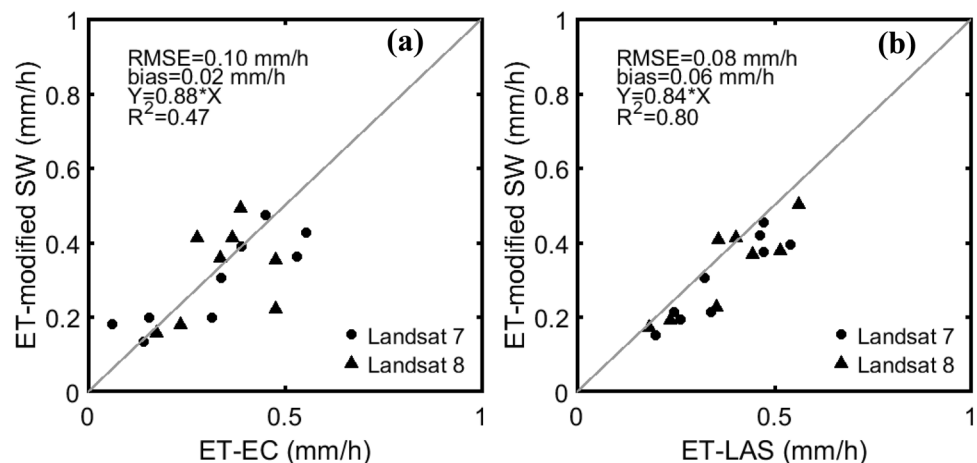 (a)
RMSE=0.10 mm/h
bias=0.02 mm/h
Y=0.88*X
R²=0.47
1
0.8
0.6
0.4
0.2
0
0
0.5
1
ET-modified SW (mm/h)
ET-EC (mm/h)
Landsat 7
Landsat 8
(b)
RMSE=0.08 mm/h
bias=0.06 mm/h
Y=0.84*X
R²=0.80
1
0.8
0.6
0.4
0.2
0
0
0.5
1
ET-modified SW (mm/h)
ET-LAS (mm/h)
Landsat 7
Landsat 8